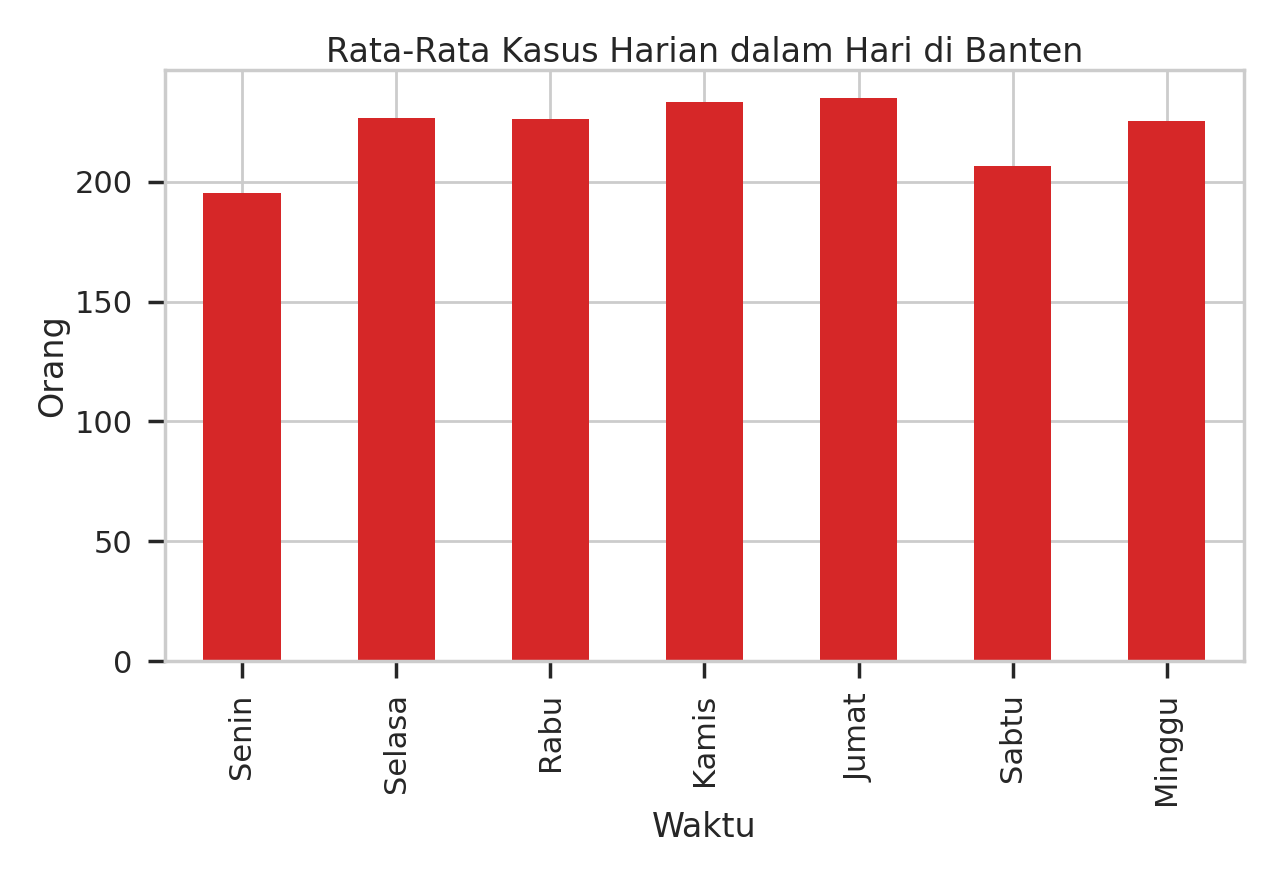 Rata-Rata Kasus Harian dalam Hari di Banten
Orang
200
150
100
50
0
Senin
Selasa
Rabu
Kamis
Jumat
Sabtu
Minggu
Waktu